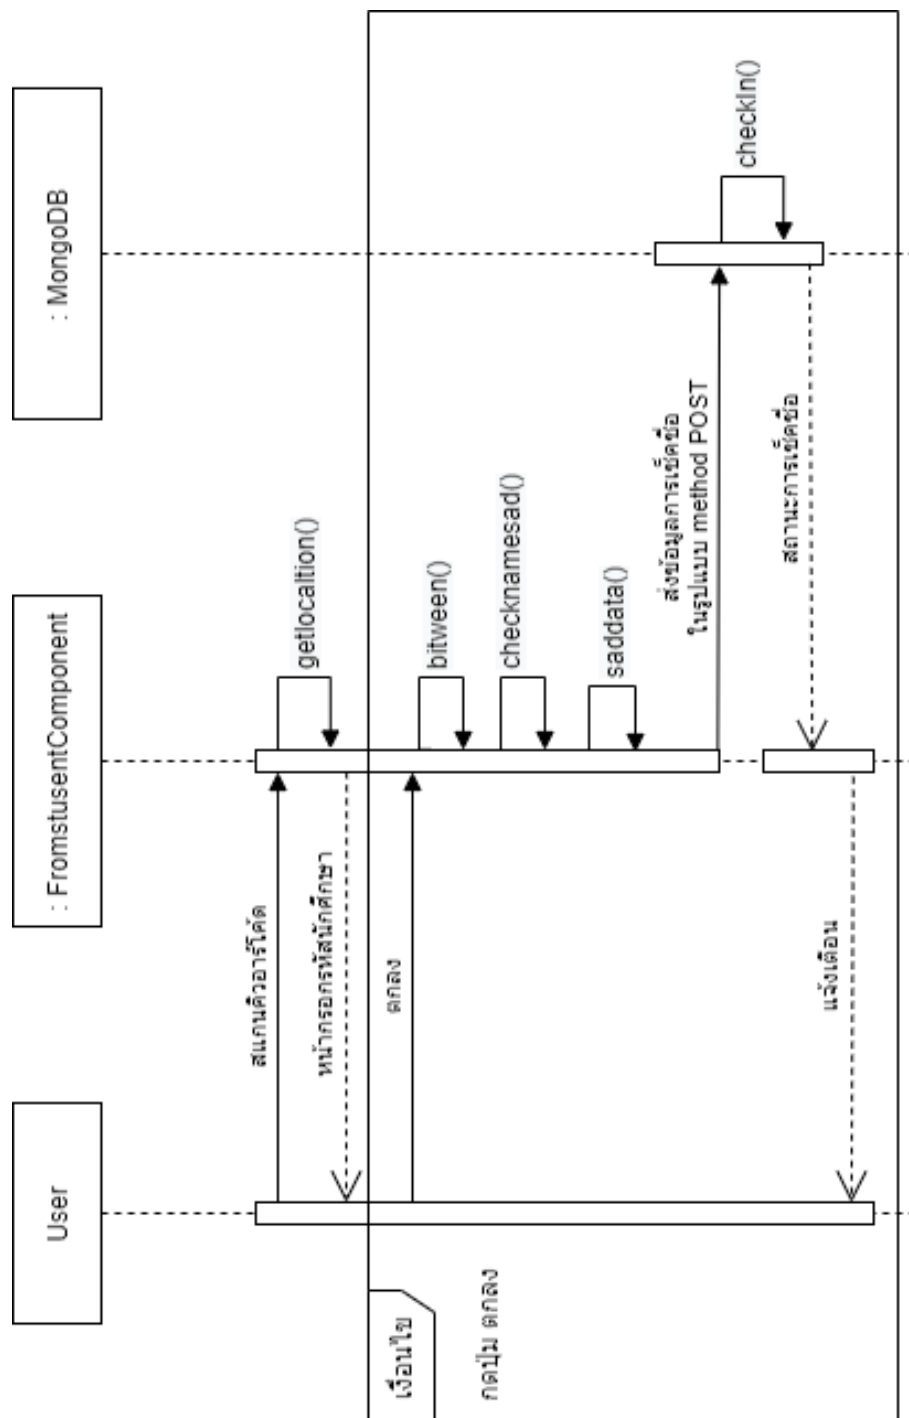 User
: FromstusentComponent
: MongoDB
สแกนคิวอาร์โค้ด
getlocaltion()
หน้ากรอกรหัสนักศึกษา
เงื่อนไข
กดปุ่ม ตกลง
ตกลง
bitween()
checknamesad()
saddata()
ส่งข้อมูลการเช็คชื่อ
ในรูปแบบ method POST
checkIn()
สถานะการเช็คชื่อ
แจ้งเตือน